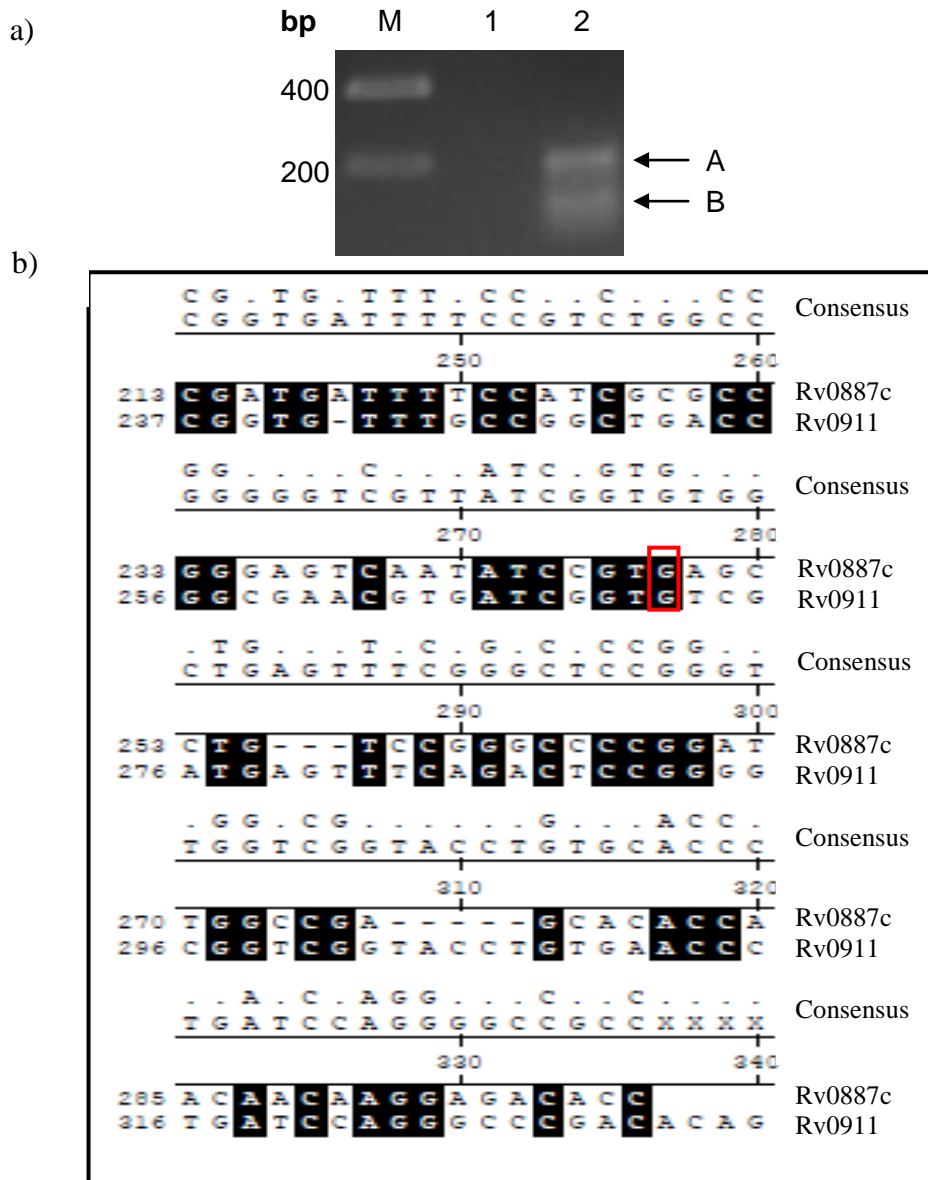 a)
bp M 1 2
400
200
A
B
b)
C G . T G . T T T . C C . . C . . . C C
Consensus
C G G T G A T T T T C C G T C T G G C C
250 260
213 C G A T G A T T T T C C A T C G C G C C Rv0887c
237 C G G T G - T T T G C C G G C T G A C C Rv0911
G G . . . . C . . . A T C . G T G . . .
Consensus
G G G G G T C G T T A T C G G T G T G G
270 280
233 G G G A G T C A A T A T C C G T G A G C Rv0887c
256 G G C G A A C G T G A T C G G T G T C G Rv0911
. T G . . . T . C . G . C . C C G G . .
Consensus
C T G A G T T T C G G G C T C C G G G T
290 300
253 C T G - - - T C C G G G C C C C G G A T Rv0887c
276 A T G A G T T T C A G A C T C C G G G G Rv0911
. G G . C G . . . . . . G . . . A C C .
Consensus
T G G T C G G T A C C T G T G C A C C C
310 320
270 T G G C C G A - - - - - G C A C A C C A Rv0887c
296 C G G T C G G T A C C T G T G A A C C C Rv0911
. . A . C . A G G . . . C . . C . . . .
Consensus
T G A T C C A G G G G C C G C C X X X X
330 340
285 A C A A C A A G G A G A C A C C Rv0887c
316 T G A T C C A G G G C C C G A C A C A G Rv0911